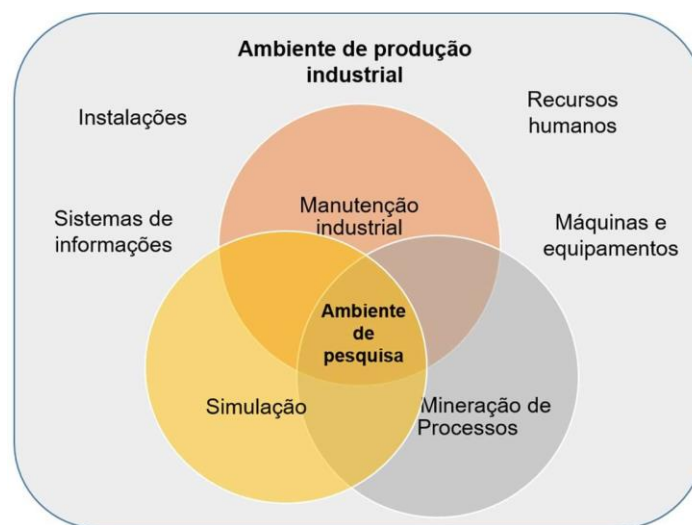 Ambiente de produção
industrial
Instalações
Recursos
humanos
Sistemas de
informações
Manutenção
industrial
Máquinas e
equipamentos
Ambiente
de
pesquisa
Simulação
Mineração de
Processos